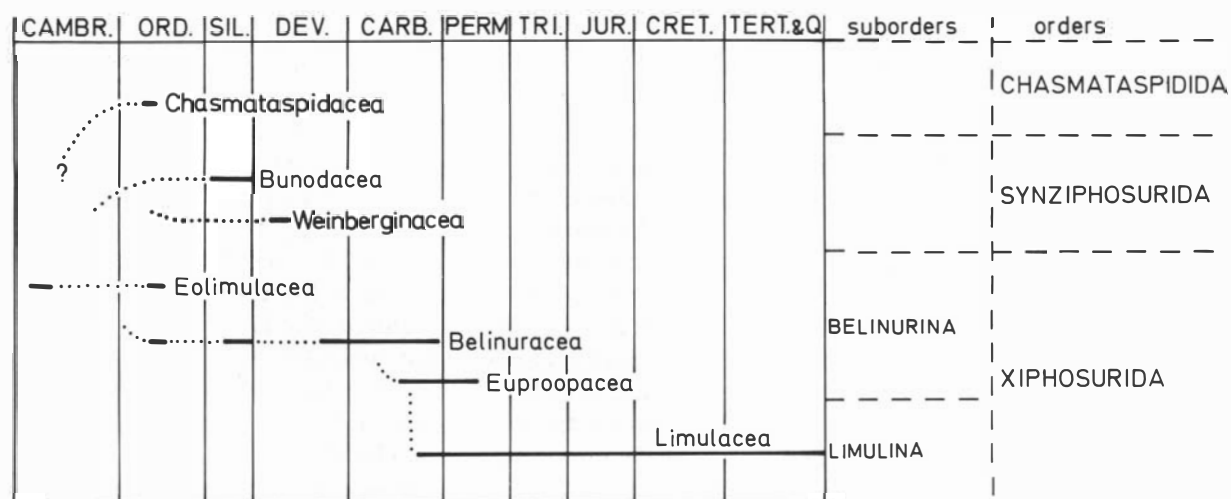 CAMBR. ORD. SIL. DEV. CARB. PERM TRI. JUR. CRET. TERT.&Q suborders orders
CHASMATASPIDIDA
Chasmataspidacea
?
Bunodacea
SYNZIPHOSURIDA
Weinberginacea
Eolimulacea
BELINURINA
Belinuracea
Euproopacea
XIPHOSURIDA
Limulacea
LIMULINA